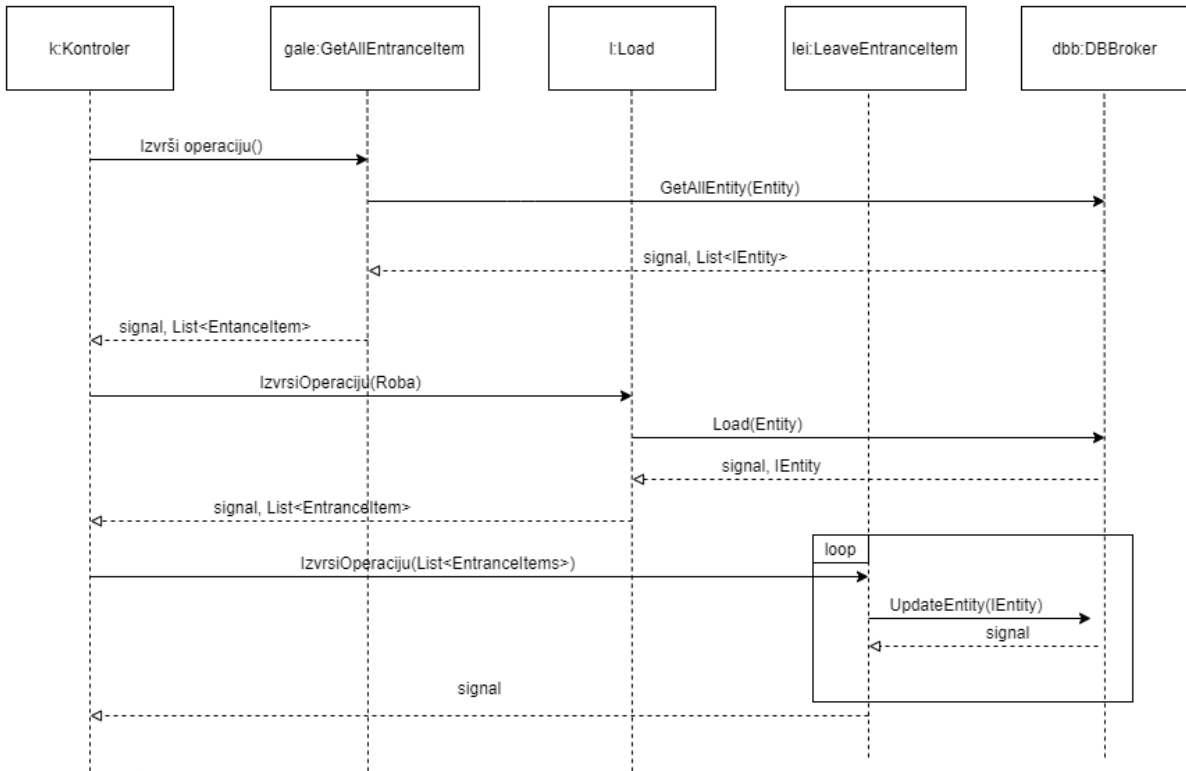 k:Kontroler
gale:GetAllEntranceItem
l:Load
lei:LeaveEntranceItem
dbb:DBBroker
Izvrši operaciju()
GetAllEntity(Entity)
signal, List<IEntity>
signal, List<EntanceItem>
IzvrsiOperaciju(Roba)
Load(Entity)
signal, IEntity
signal, List<EntranceItem>
loop
IzvrsiOperaciju(List<EntranceItems>)
UpdateEntity(IEntity)
signal
signal